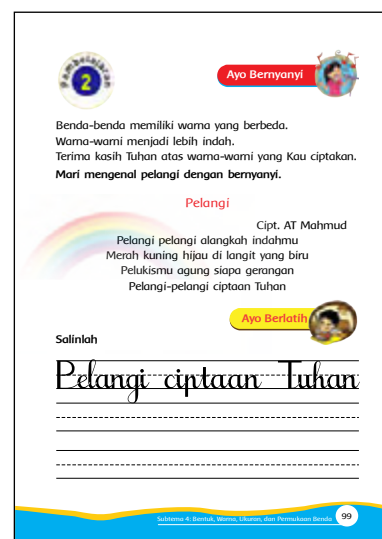 Pembelajaran
2
Ayo Bernyanyi
Benda-benda memiliki warna yang berbeda.
Warna-warni menjadi lebih indah.
Terima kasih Tuhan atas warna-warni yang Kau ciptakan.
Mari mengenal pelangi dengan bernyanyi.
Pelangi
Cipt. AT Mahmud
Pelangi pelangi alangkah indahmu
Merah kuning hijau di langit yang biru
Pelukismu agung siapa gerangan
Pelangi-pelangi ciptaan Tuhan
Ayo Berlatih
Salinlah
Pelangi ciptaan Tuhan
Subtema 4: Bentuk, Warna, Ukuran, dan Permukaan Benda
99